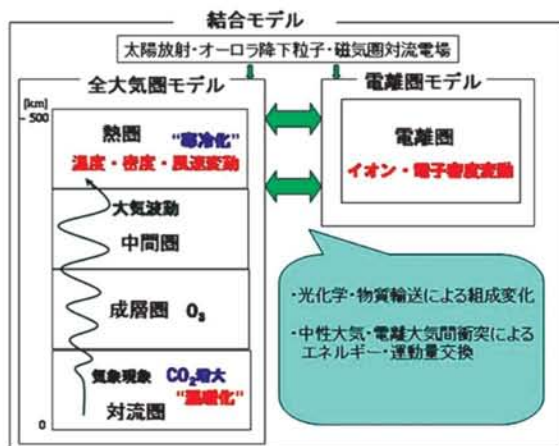 結合モデル
太陽放射・オーロラ降下粒子・磁気圏対流電場
全大気圏モデル
[km]
500
熱圏 "寒冷化"
温度・密度・風速変動
大気波動
中間圏
成層圏 O₃
気象現象 CO₂増大
"温暖化"
対流圏
0
電離圏モデル
電離圏
イオン・電子密度変動
・光化学・物質輸送による組成変化
・中性大気・電離大気間衝突による
エネルギー・運動量交換